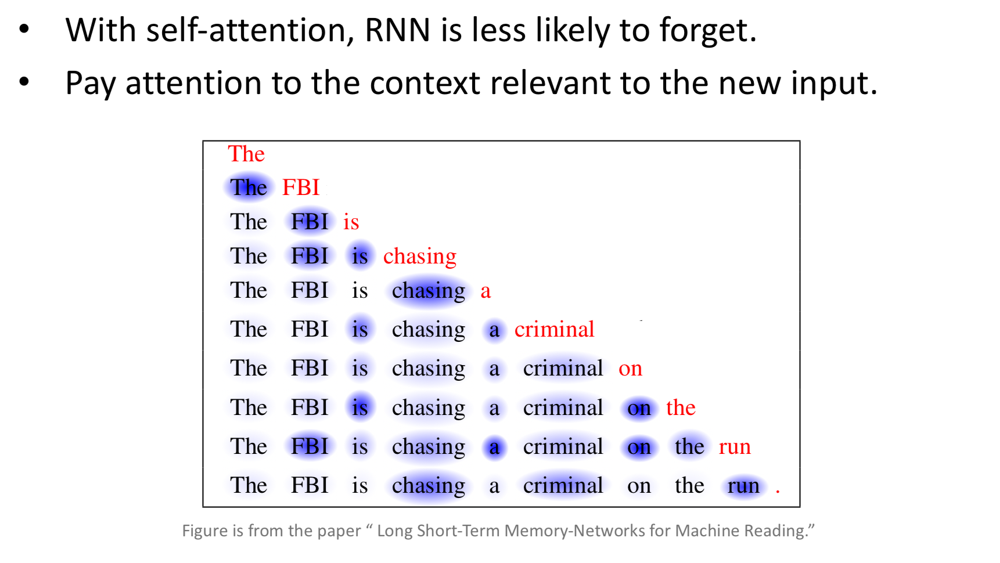 • With self-attention, RNN is less likely to forget.
• Pay attention to the context relevant to the new input.
The
The FBI
The FBI is
The FBI is chasing
The FBI is chasing a
The FBI is chasing a criminal
The FBI is chasing a criminal on
The FBI is chasing a criminal on the
The FBI is chasing a criminal on the run
The FBI is chasing a criminal on the run .
Figure is from the paper “ Long Short-Term Memory-Networks for Machine Reading.”